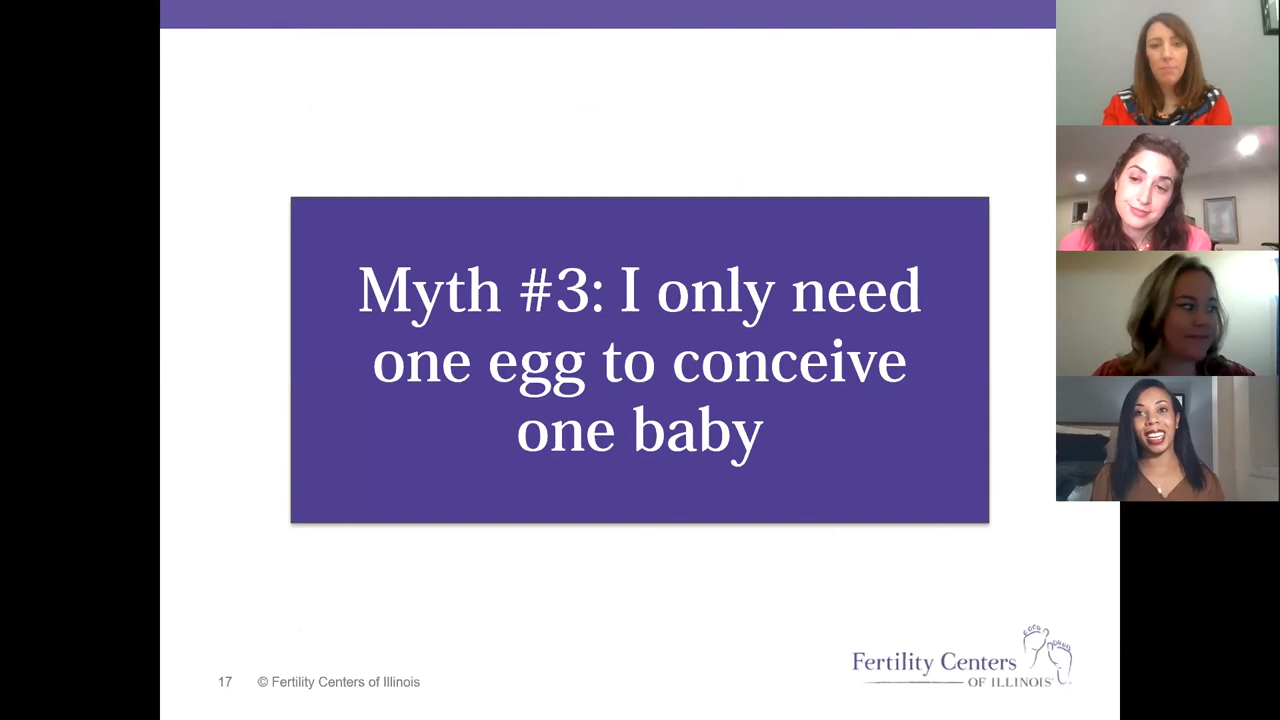 Myth #3: I only need
one egg to conceive
one baby
17
© Fertility Centers of Illinois
Fertility Centers
OF ILLINOIS